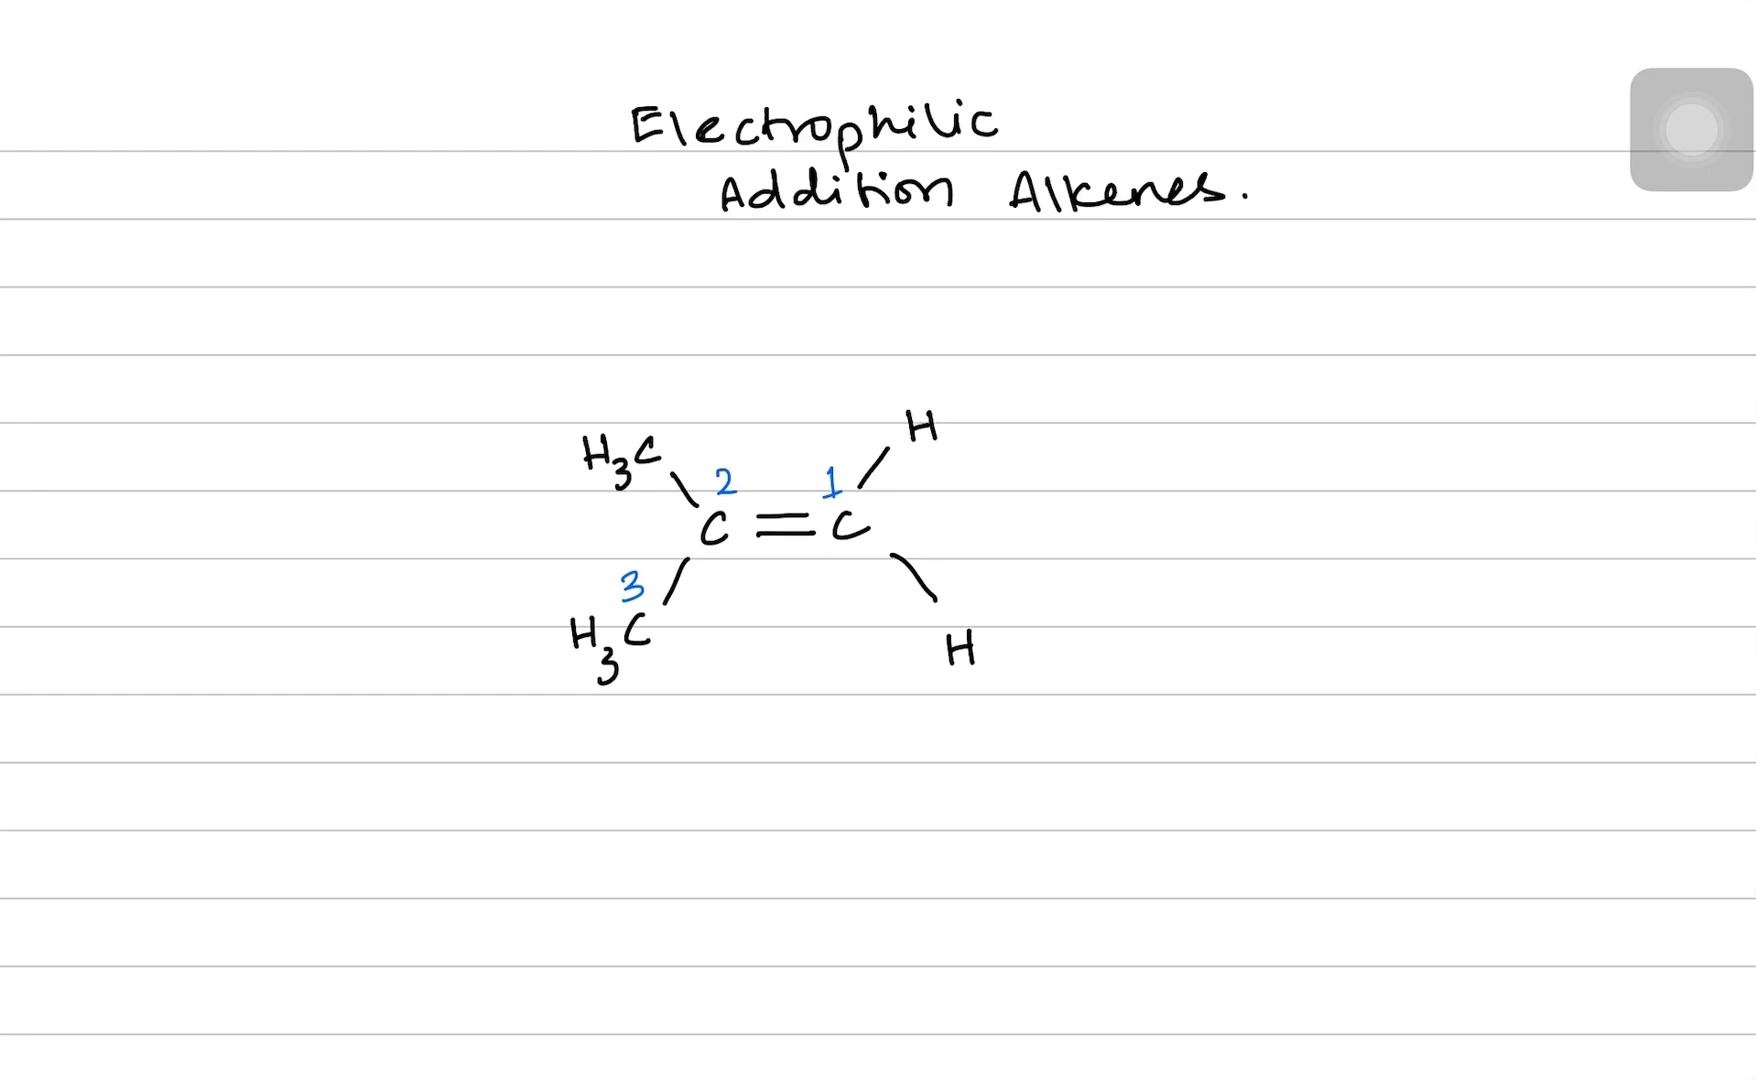 Electrophilic
Addition Alkenes.
H
H₃C
2 1
C = C
3
H₃C
H